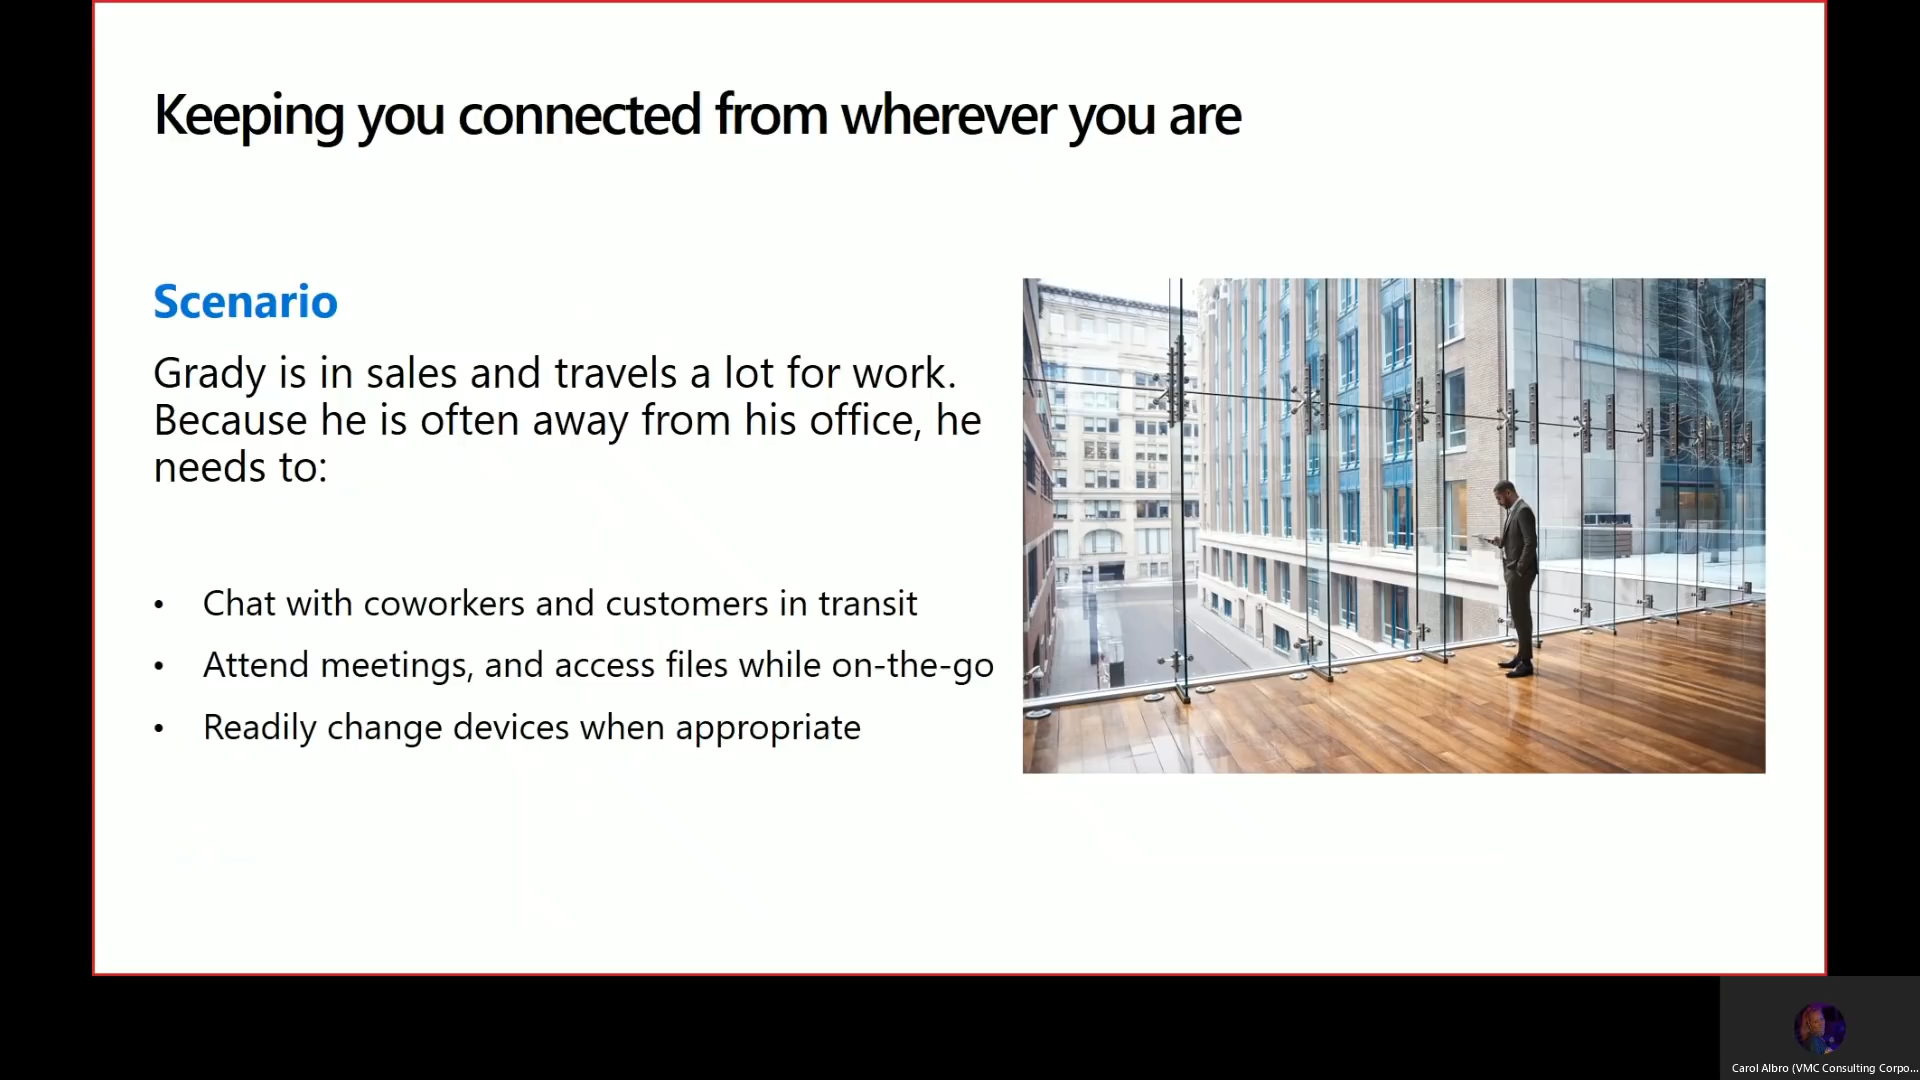 Keeping you connected from wherever you are
Scenario
Grady is in sales and travels a lot for work.
Because he is often away from his office, he
needs to:
• Chat with coworkers and customers in transit
• Attend meetings, and access files while on-the-go
• Readily change devices when appropriate
Carol Albro (VMC Consulting Corpo...